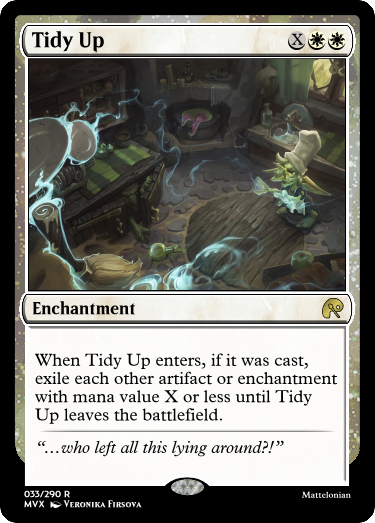 Tidy Up
X
Enchantment
When Tidy Up enters, if it was cast,
exile each other artifact or enchantment
with mana value X or less until Tidy
Up leaves the battlefield.
“…who left all this lying around?!”
033/290 R
MVX Veronika Firsova
Mattelonian